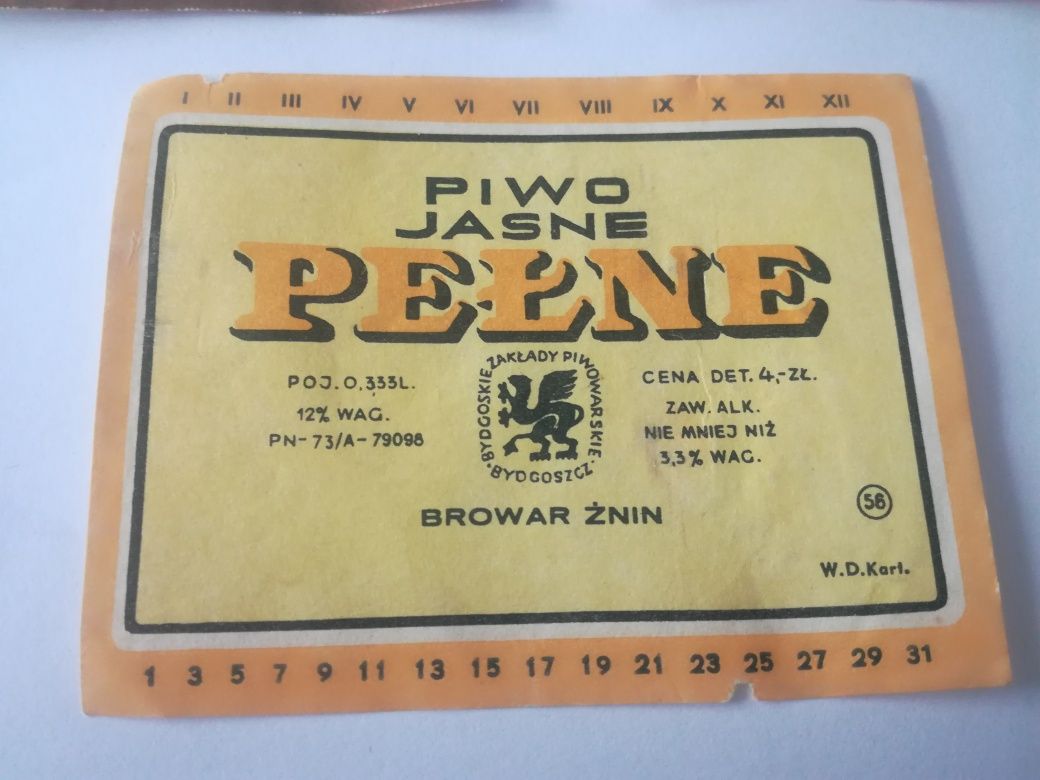 I II III IV V VI VII VIII IX X XI XII
PIWO
JASNE
PEŁNE
POJ. 0,333L.
12% WAG.
PN-73/A-79098
BYDGOSKIE ZAKŁADY PIWOWARSKIE · BYDGOSZCZ ·
CENA DET. 4,-ZŁ.
ZAW. ALK.
NIE MNIEJ NIŻ
3,3% WAG.
BROWAR ŻNIN
56
W.D.Kart.
1 3 5 7 9 11 13 15 17 19 21 23 25 27 29 31